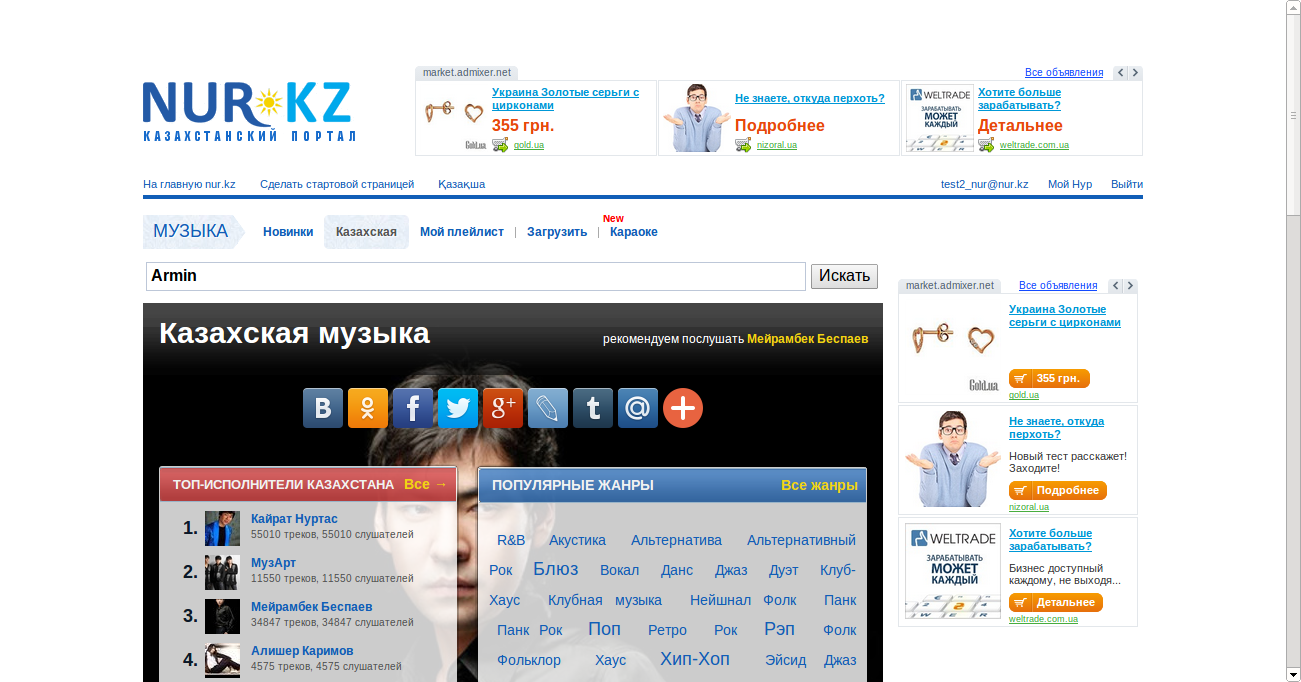 market.admixer.net
Все объявления
NUR KZ
КАЗАХСТАНСКИЙ ПОРТАЛ
Украина Золотые серьги с
цирконами
355 грн.
Gold.ua
gold.ua
Не знаете, откуда перхоть?
Подробнее
nizoral.ua
WELTRADE
ЗАРАБАТЫВАТЬ
МОЖЕТ
КАЖДЫЙ
Хотите больше
зарабатывать?
Детальнее
weltrade.com.ua
На главную nur.kz
Сделать стартовой страницей
Қазақша
test2_nur@nur.kz
Мой Нур
Выйти
МУЗЫКА
Новинки
Казахская
Мой плейлист
Загрузить
New
Караоке
Armin
Искать
Казахская музыка
рекомендуем послушать Мейрамбек Беспаев
ТОП-ИСПОЛНИТЕЛИ КАЗАХСТАНА Все →
1. Кайрат Нуртас
55010 треков, 55010 слушателей
2. МузАрт
11550 треков, 11550 слушателей
3. Мейрамбек Беспаев
34847 треков, 34847 слушателей
4. Алишер Каримов
4575 треков, 4575 слушателей
ПОПУЛЯРНЫЕ ЖАНРЫ Все жанры
R&B Акустика Альтернатива Альтернативный
Рок Блюз Вокал Данс Джаз Дуэт Клуб-
Хаус Клубная музыка Нейшнал Фолк Панк
Панк Рок Поп Ретро Рок Рэп Фолк
Фольклор Хаус Хип-Хоп Эйсид Джаз
market.admixer.net
Все объявления
Украина Золотые
серьги с цирконами
Gold.ua
355 грн.
gold.ua
Не знаете, откуда
перхоть?
Новый тест расскажет!
Заходите!
Подробнее
nizoral.ua
WELTRADE
ЗАРАБАТЫВАТЬ
МОЖЕТ
КАЖДЫЙ
Хотите больше
зарабатывать?
Бизнес доступный
каждому, не выходя...
Детальнее
weltrade.com.ua